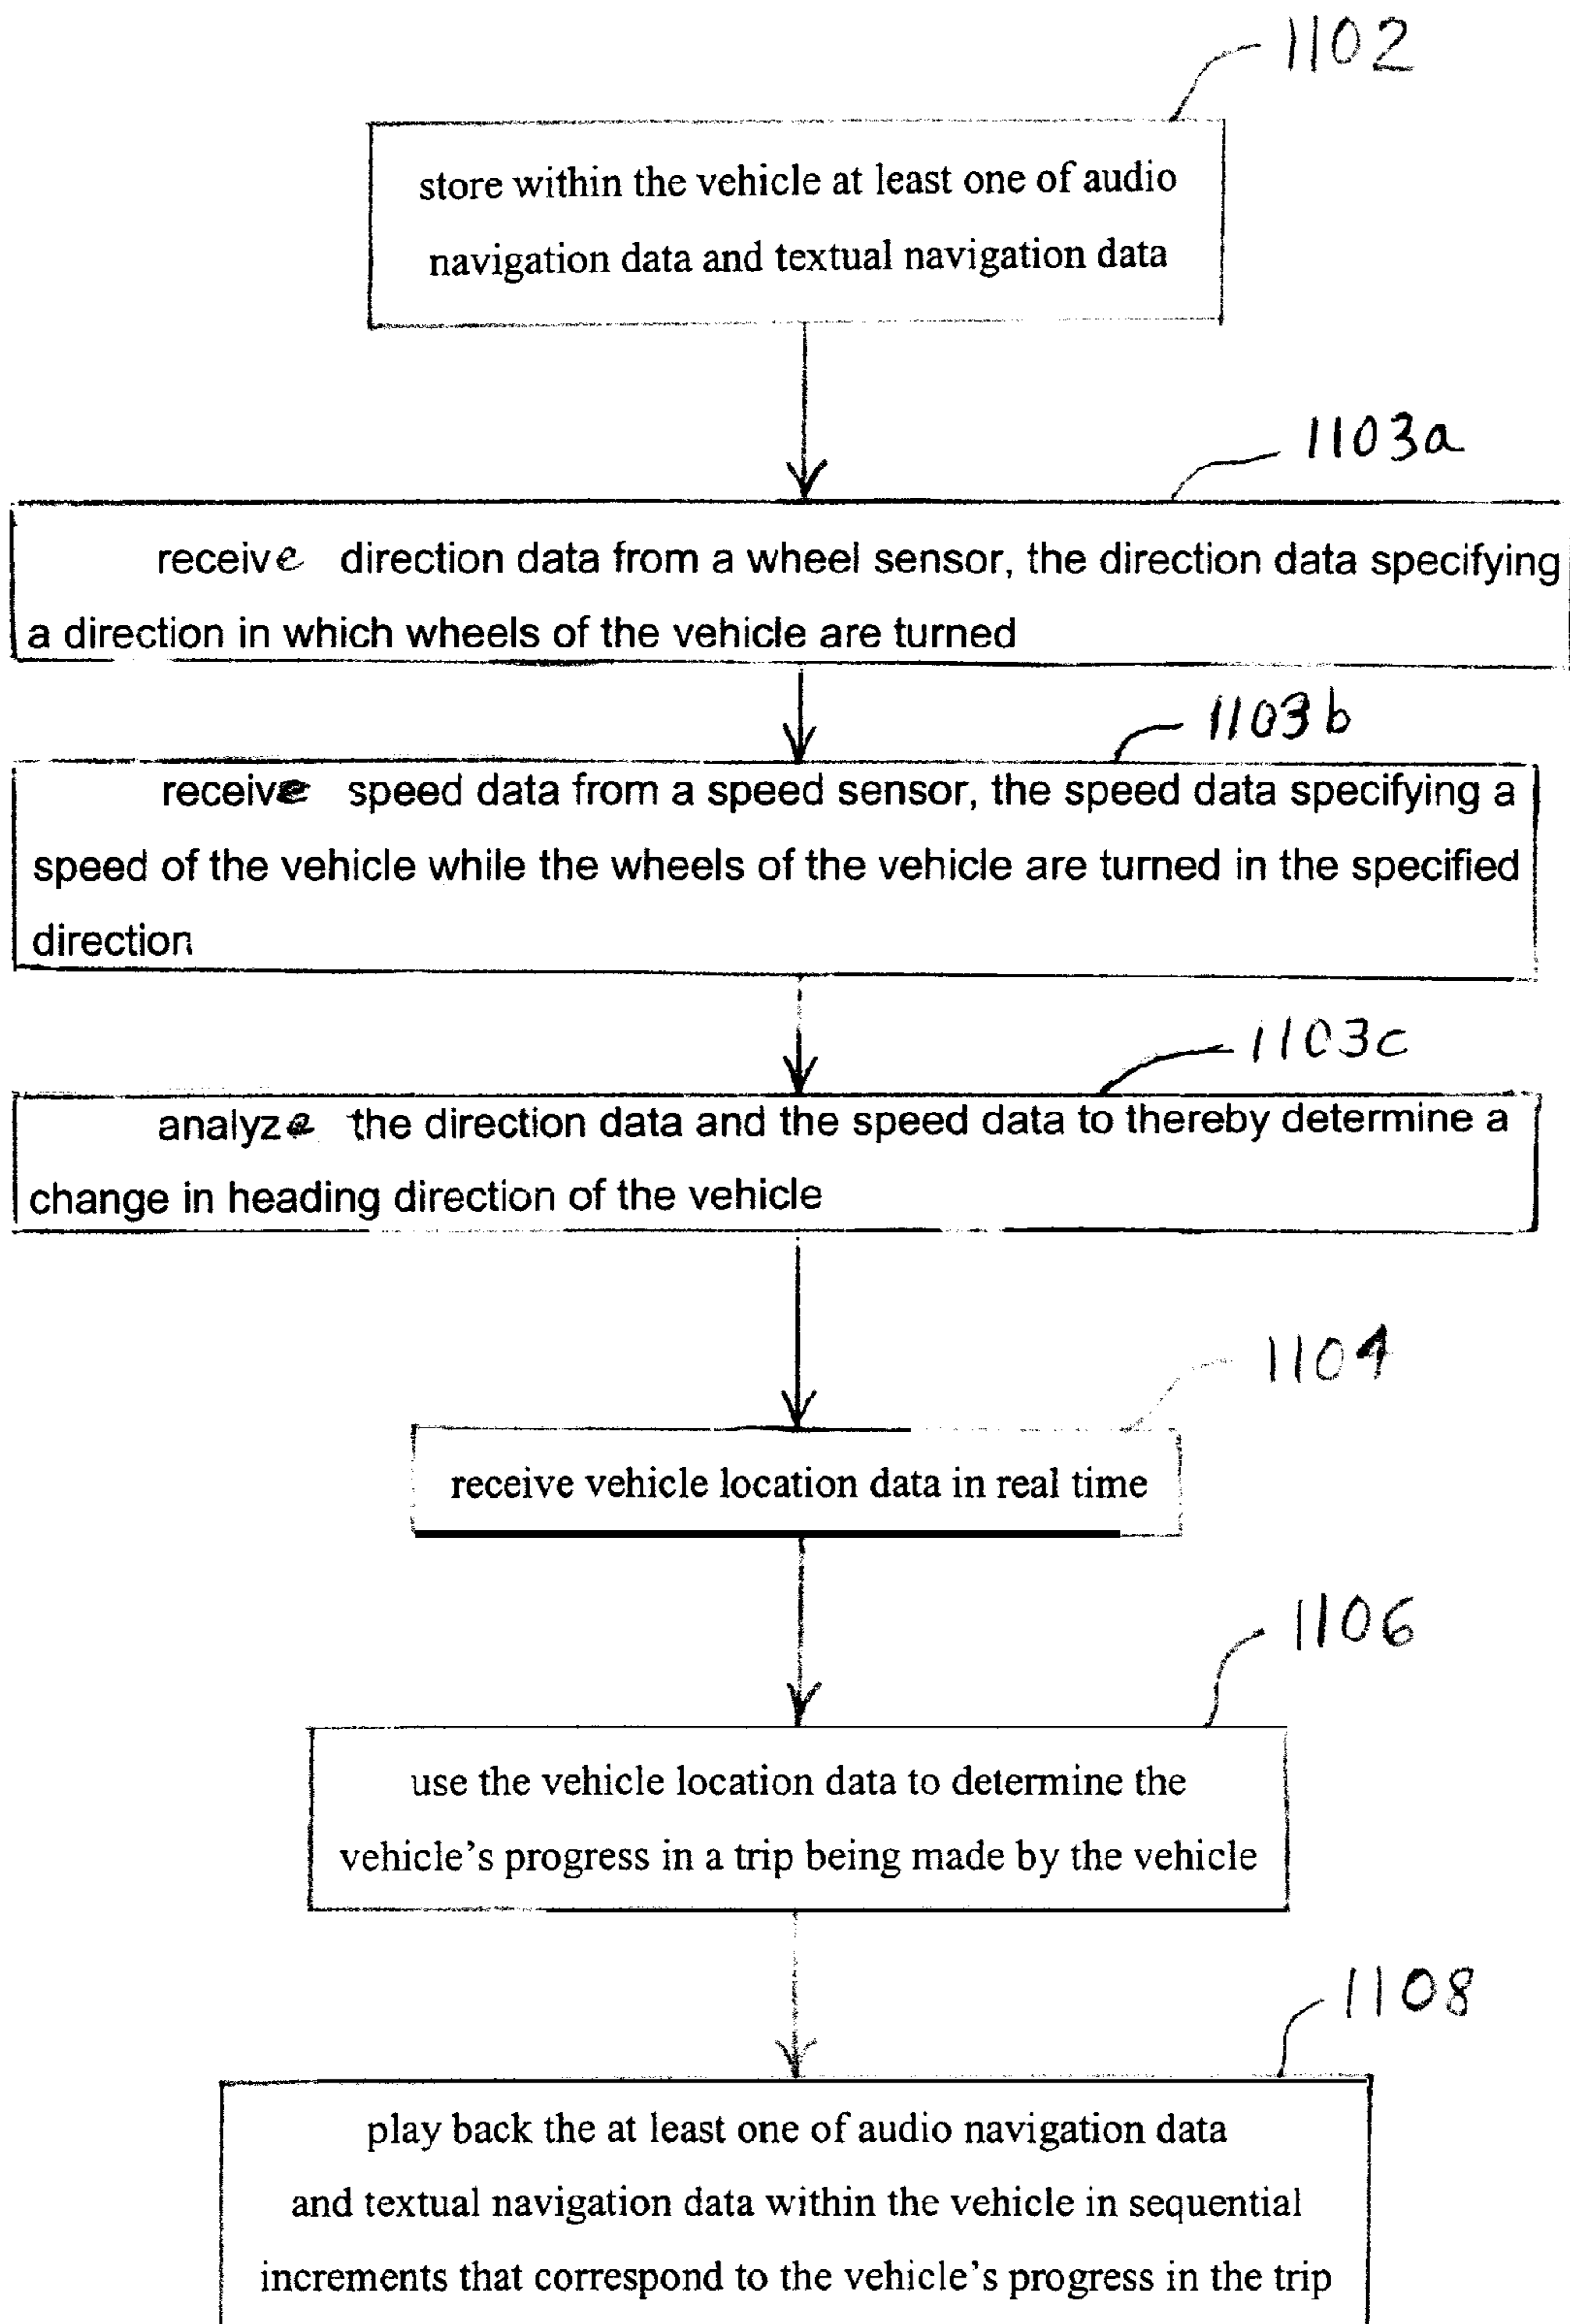 1102
store within the vehicle at least one of audio
navigation data and textual navigation data
1103a
receive direction data from a wheel sensor, the direction data specifying
a direction in which wheels of the vehicle are turned
1103b
receive speed data from a speed sensor, the speed data specifying a
speed of the vehicle while the wheels of the vehicle are turned in the specified
direction
1103c
analyze the direction data and the speed data to thereby determine a
change in heading direction of the vehicle
1104
receive vehicle location data in real time
1106
use the vehicle location data to determine the
vehicle's progress in a trip being made by the vehicle
1108
play back the at least one of audio navigation data
and textual navigation data within the vehicle in sequential
increments that correspond to the vehicle's progress in the trip